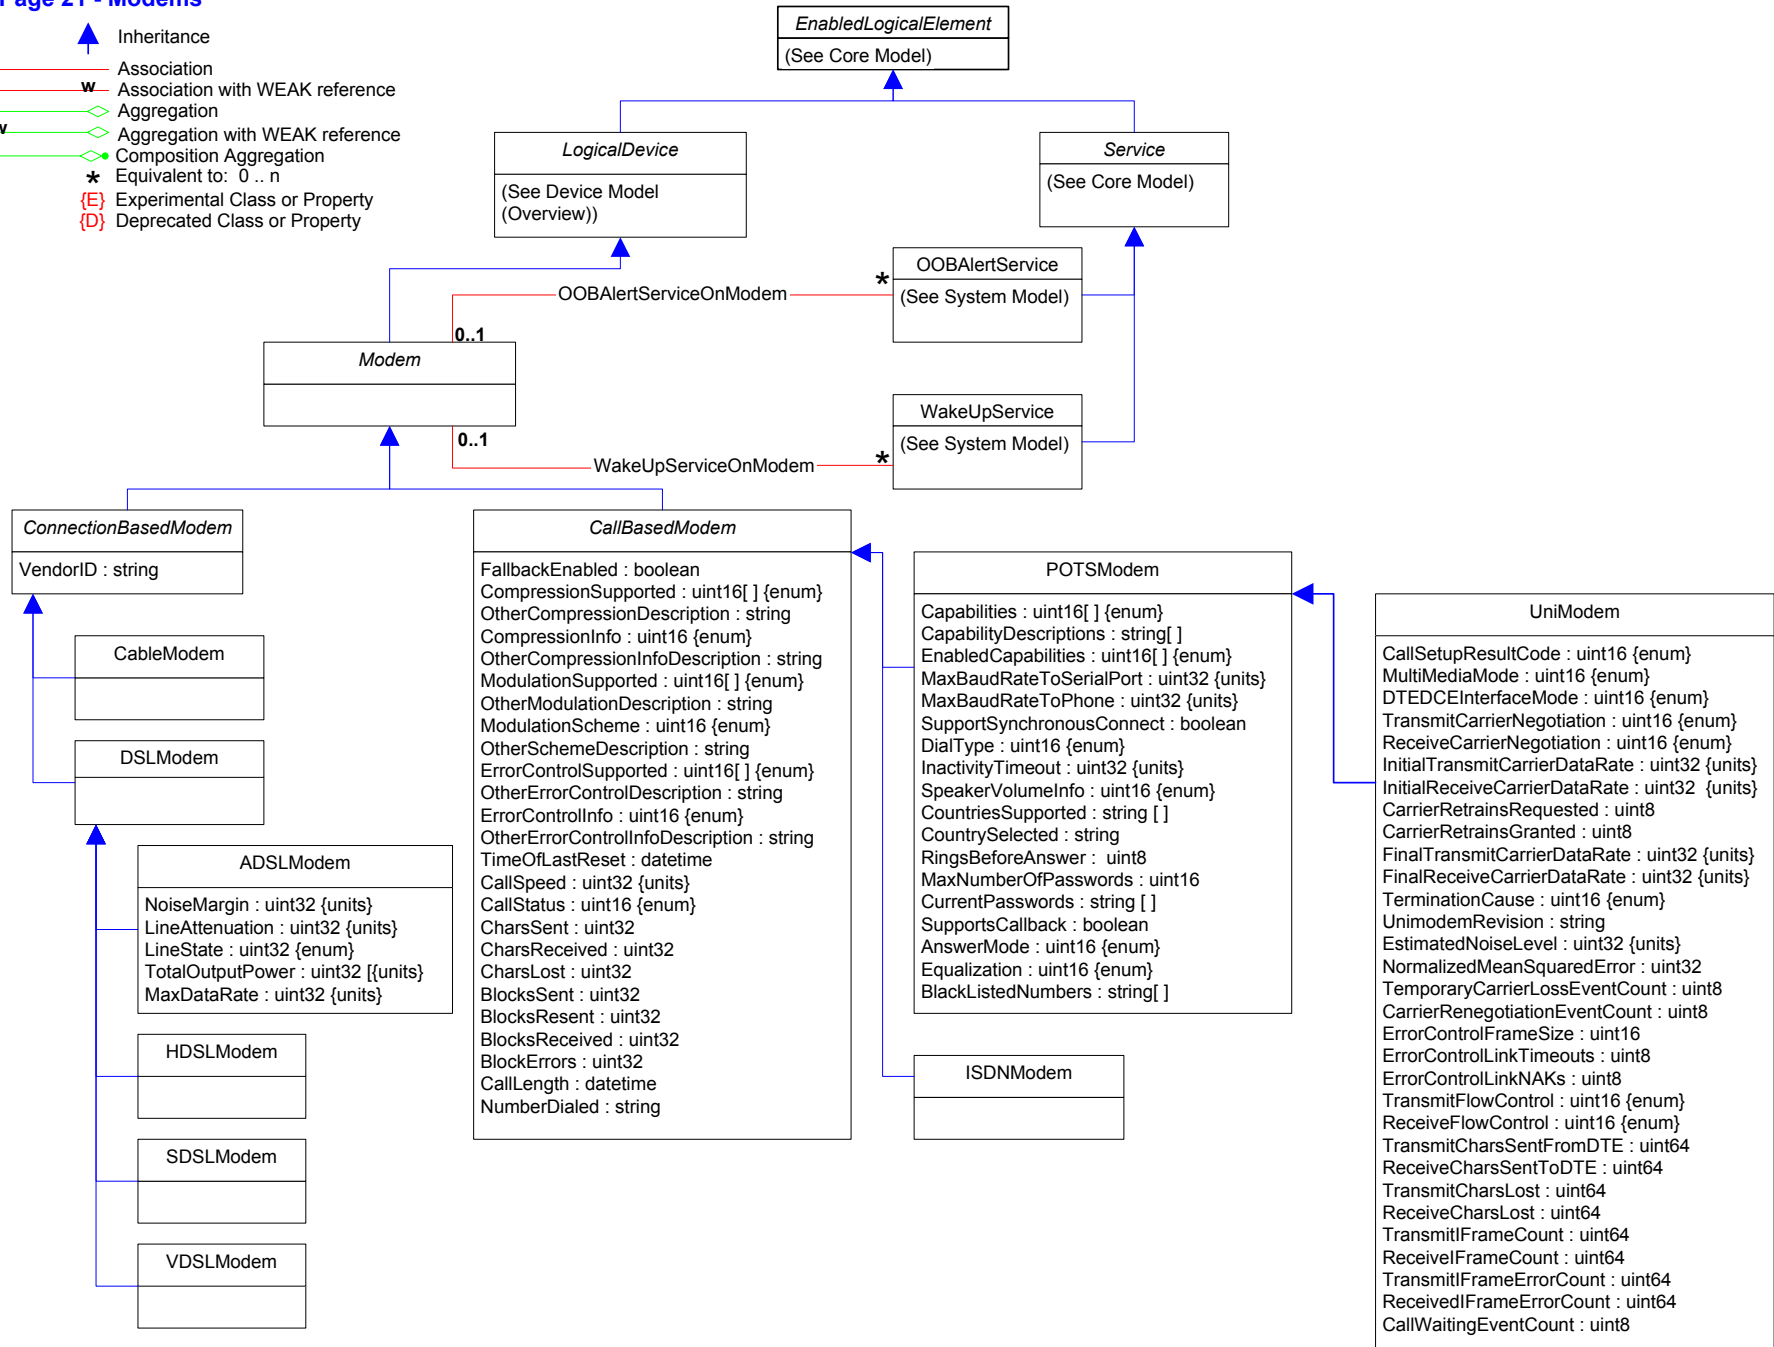 Page 21 - Modems
Inheritance
Association
w
Association with WEAK reference
Aggregation
w
Aggregation with WEAK reference
Composition Aggregation
* Equivalent to: 0 .. n
{E} Experimental Class or Property
{D} Deprecated Class or Property
EnabledLogicalElement
(See Core Model)
LogicalDevice
(See Device Model
(Overview))
Service
(See Core Model)
OOBAlertService
(See System Model)
*
OOBAlertServiceOnModem
0..1
Modem
0..1
WakeUpServiceOnModem
*
WakeUpService
(See System Model)
ConnectionBasedModem
VendorID : string
CableModem
DSLModem
ADSLModem
NoiseMargin : uint32 {units}
LineAttenuation : uint32 {units}
LineState : uint32 {enum}
TotalOutputPower : uint32 [{units}
MaxDataRate : uint32 {units}
HDSLModem
SDSLModem
VDSLModem
CallBasedModem
FallbackEnabled : boolean
CompressionSupported : uint16[ ] {enum}
OtherCompressionDescription : string
CompressionInfo : uint16 {enum}
OtherCompressionInfoDescription : string
ModulationSupported : uint16[ ] {enum}
OtherModulationDescription : string
ModulationScheme : uint16 {enum}
OtherSchemeDescription : string
ErrorControlSupported : uint16[ ] {enum}
OtherErrorControlDescription : string
ErrorControlInfo : uint16 {enum}
OtherErrorControlInfoDescription : string
TimeOfLastReset : datetime
CallSpeed : uint32 {units}
CallStatus : uint16 {enum}
CharsSent : uint32
CharsReceived : uint32
CharsLost : uint32
BlocksSent : uint32
BlocksResent : uint32
BlocksReceived : uint32
BlockErrors : uint32
CallLength : datetime
NumberDialed : string
POTSModem
Capabilities : uint16[ ] {enum}
CapabilityDescriptions : string[ ]
EnabledCapabilities : uint16[ ] {enum}
MaxBaudRateToSerialPort : uint32 {units}
MaxBaudRateToPhone : uint32 {units}
SupportSynchronousConnect : boolean
DialType : uint16 {enum}
InactivityTimeout : uint32 {units}
SpeakerVolumeInfo : uint16 {enum}
CountriesSupported : string [ ]
CountrySelected : string
RingsBeforeAnswer :  uint8
MaxNumberOfPasswords : uint16
CurrentPasswords : string [ ]
SupportsCallback : boolean
AnswerMode : uint16 {enum}
Equalization : uint16 {enum}
BlackListedNumbers : string[ ]
ISDNModem
UniModem
CallSetupResultCode : uint16 {enum}
MultiMediaMode : uint16 {enum}
DTEDCEInterfaceMode : uint16 {enum}
TransmitCarrierNegotiation : uint16 {enum}
ReceiveCarrierNegotiation : uint16 {enum}
InitialTransmitCarrierDataRate : uint32 {units}
InitialReceiveCarrierDataRate : uint32  {units}
CarrierRetrainsRequested : uint8
CarrierRetrainsGranted : uint8
FinalTransmitCarrierDataRate : uint32 {units}
FinalReceiveCarrierDataRate : uint32 {units}
TerminationCause : uint16 {enum}
UnimodemRevision : string
EstimatedNoiseLevel : uint32 {units}
NormalizedMeanSquaredError : uint32
TemporaryCarrierLossEventCount : uint8
CarrierRenegotiationEventCount : uint8
ErrorControlFrameSize : uint16
ErrorControlLinkTimeouts : uint8
ErrorControlLinkNAKs : uint8
TransmitFlowControl : uint16 {enum}
ReceiveFlowControl : uint16 {enum}
TransmitCharsSentFromDTE : uint64
ReceiveCharsSentToDTE : uint64
TransmitCharsLost : uint64
ReceiveCharsLost : uint64
TransmitIFrameCount : uint64
ReceiveIFrameCount : uint64
TransmitIFrameErrorCount : uint64
ReceivedIFrameErrorCount : uint64
CallWaitingEventCount : uint8